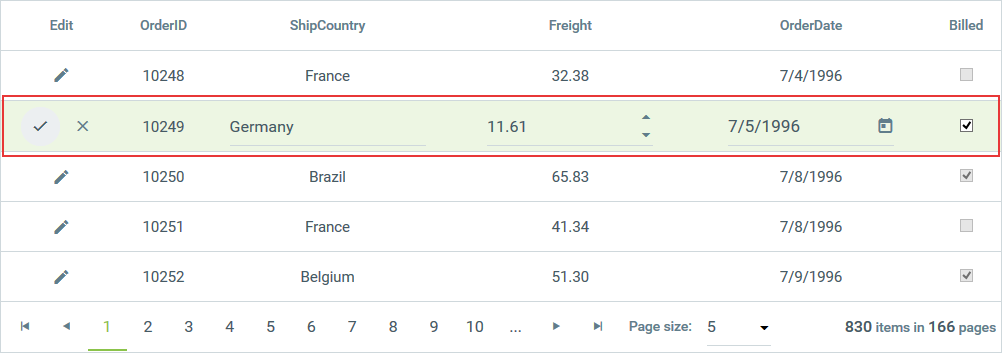 Edit OrderID ShipCountry Freight OrderDate Billed
10248 France 32.38 7/4/1996
10249 Germany 11.61 7/5/1996
10250 Brazil 65.83 7/8/1996
10251 France 41.34 7/8/1996
10252 Belgium 51.30 7/9/1996
1 2 3 4 5 6 7 8 9 10 ... Page size: 5 830 items in 166 pages